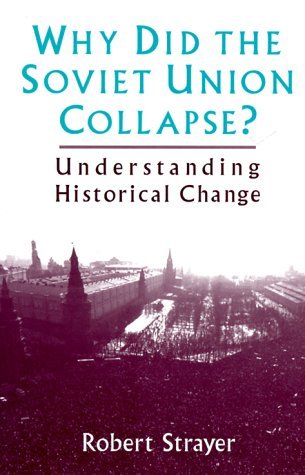 WHY DID THE
SOVIET UNION
COLLAPSE?
Understanding
Historical Change
Robert Strayer